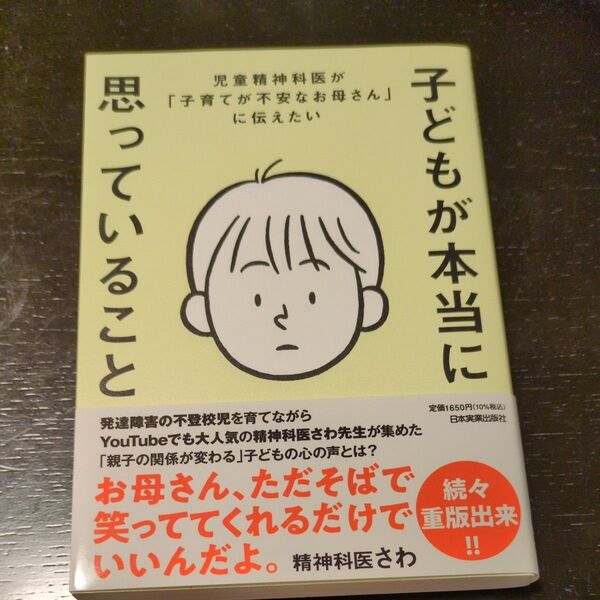 児童精神科医が
「子育てが不安なお母さん」
に伝えたい
子どもが本当に
思っていること
発達障害の不登校児を育てながら
YouTubeでも大人気の精神科医さわ先生が集めた
「親子の関係が変わる」子どもの心の声とは?
お母さん、ただそばで
笑っててくれるだけで
いいんだよ。
精神科医さわ
定価1650円(10%税込)
日本実業出版社
続々
重版出来
!!